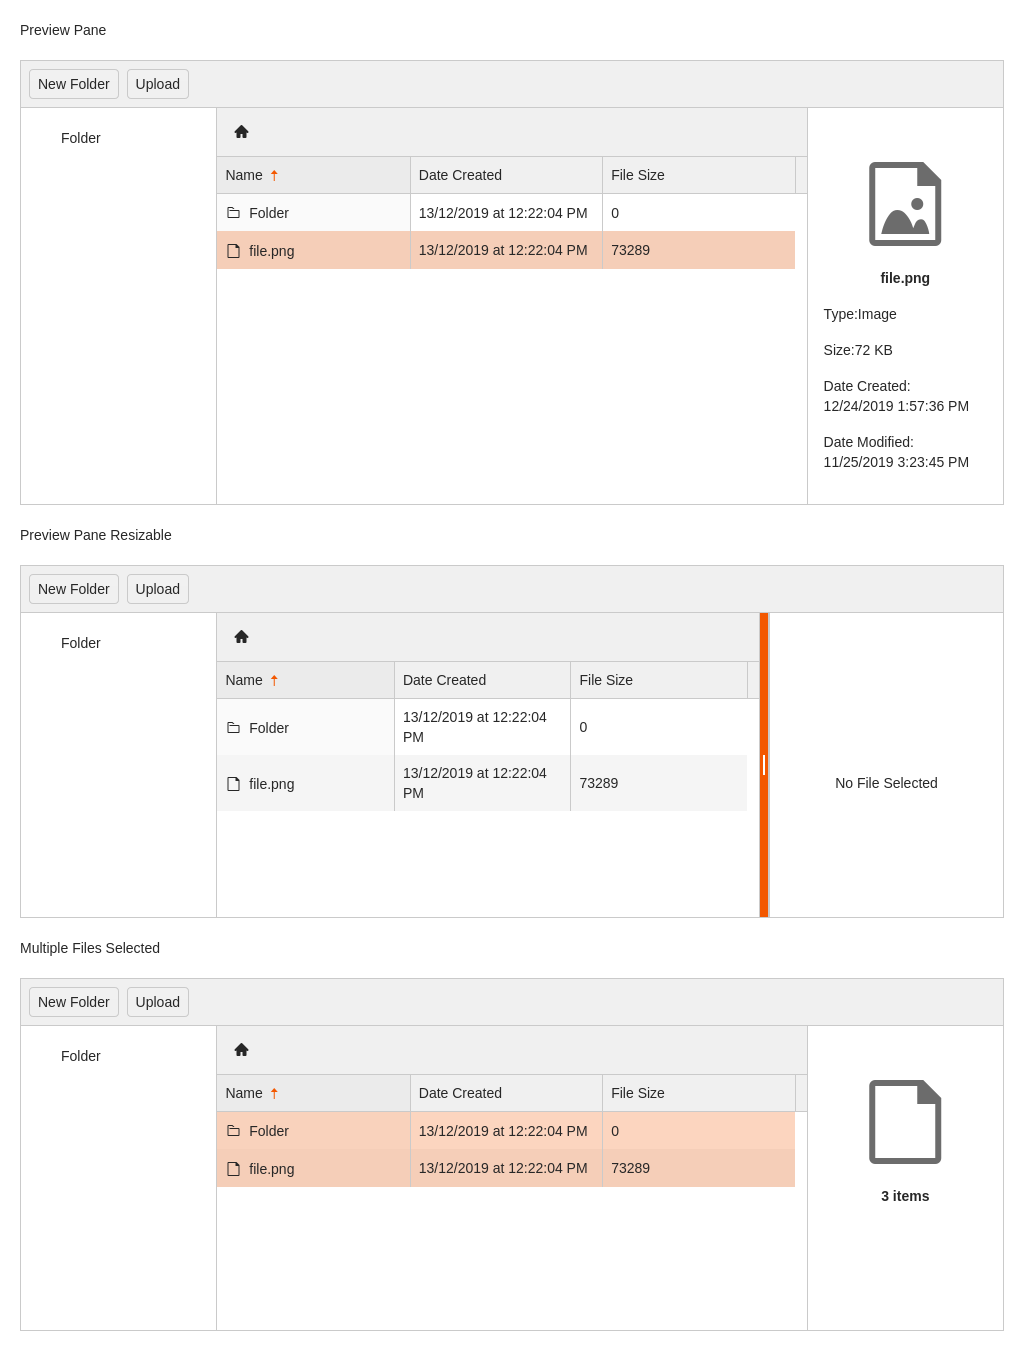 Preview Pane
New Folder Upload
Folder
Name Date Created File Size
Folder 13/12/2019 at 12:22:04 PM 0
file.png 13/12/2019 at 12:22:04 PM 73289
file.png
Type:Image
Size:72 KB
Date Created:
12/24/2019 1:57:36 PM
Date Modified:
11/25/2019 3:23:45 PM
Preview Pane Resizable
New Folder Upload
Folder
Name Date Created File Size
Folder 13/12/2019 at 12:22:04 PM 0
file.png 13/12/2019 at 12:22:04 PM 73289
No File Selected
Multiple Files Selected
New Folder Upload
Folder
Name Date Created File Size
Folder 13/12/2019 at 12:22:04 PM 0
file.png 13/12/2019 at 12:22:04 PM 73289
3 items